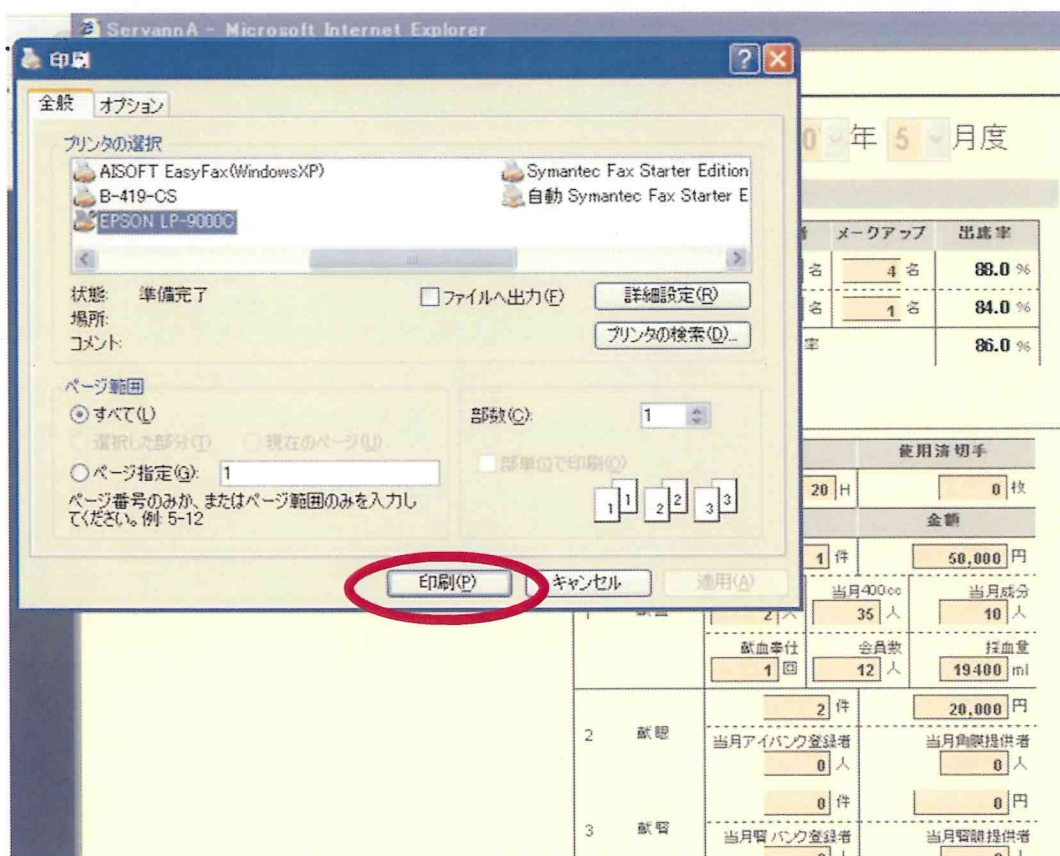 ServannA - Microsoft Internet Explorer
印刷
全般 オプション
プリンタの選択
AISOFT EasyFax(WindowsXP)
B-419-CS
EPSON LP-9000C
Symantec Fax Starter Edition
自動 Symantec Fax Starter E
状態: 準備完了
場所:
コメント:
ファイルへ出力(F)
詳細設定(R)
プリンタの検索(D)...
ページ範囲
すべて(L)
選択した部分(T) 現在のページ(U)
ページ指定(G): 1
ページ番号のみか、またはページ範囲のみを入力し
てください。例: 5-12
部数(C): 1
部単位で印刷(O)
1 1 2 2 3 3
印刷(P) キャンセル 適用(A)
0 年 5 月度
メークアップ 出席率
名 4 名 88.0 %
名 1 名 84.0 %
率 86.0 %
使用済切手
20 H 0 枚
金額
1 件 50,000 円
当月400cc 当月成分
1 2 人 35 人 10 人
献血奉仕 会員数 採血量
1 回 12 人 19400 ml
2 献眼 2 件 20,000 円
当月アイバンク登録者 当月角膜提供者
0 人 0 人
0 件 0 円
3 献腎
当月腎バンク登録者 当月腎臓提供者